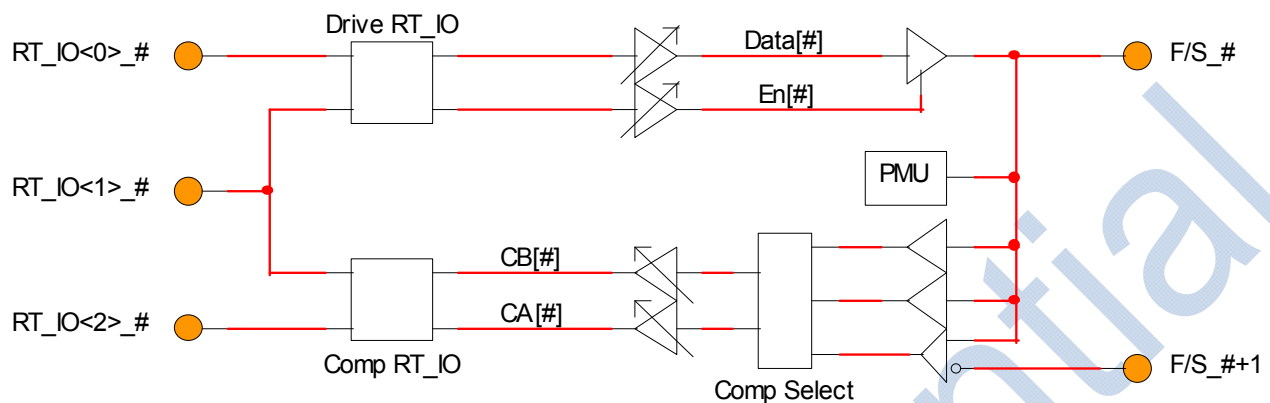 Drive RT_IO
RT_IO<0>_#
Data[#]
F/S_#
En[#]
RT_IO<1>_#
PMU
CB[#]
CA[#]
RT_IO<2>_#
Comp RT_IO
Comp Select
F/S_#+1
ntial